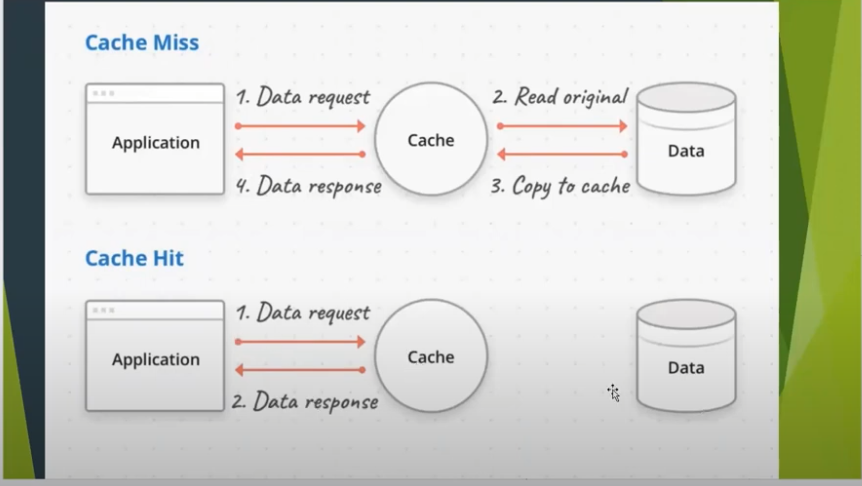 Cache Miss
1. Data request
2. Read original
Application
Cache
Data
4. Data response
3. Copy to cache
Cache Hit
1. Data request
Application
Cache
Data
2. Data response